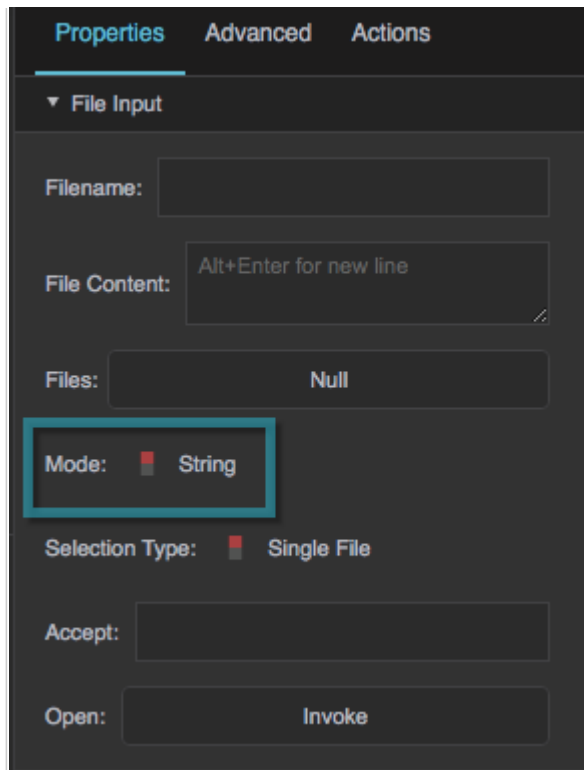 Properties Advanced Actions
File Input
Filename:
File Content: Alt+Enter for new line
Files: Null
Mode: String
Selection Type: Single File
Accept:
Open: Invoke